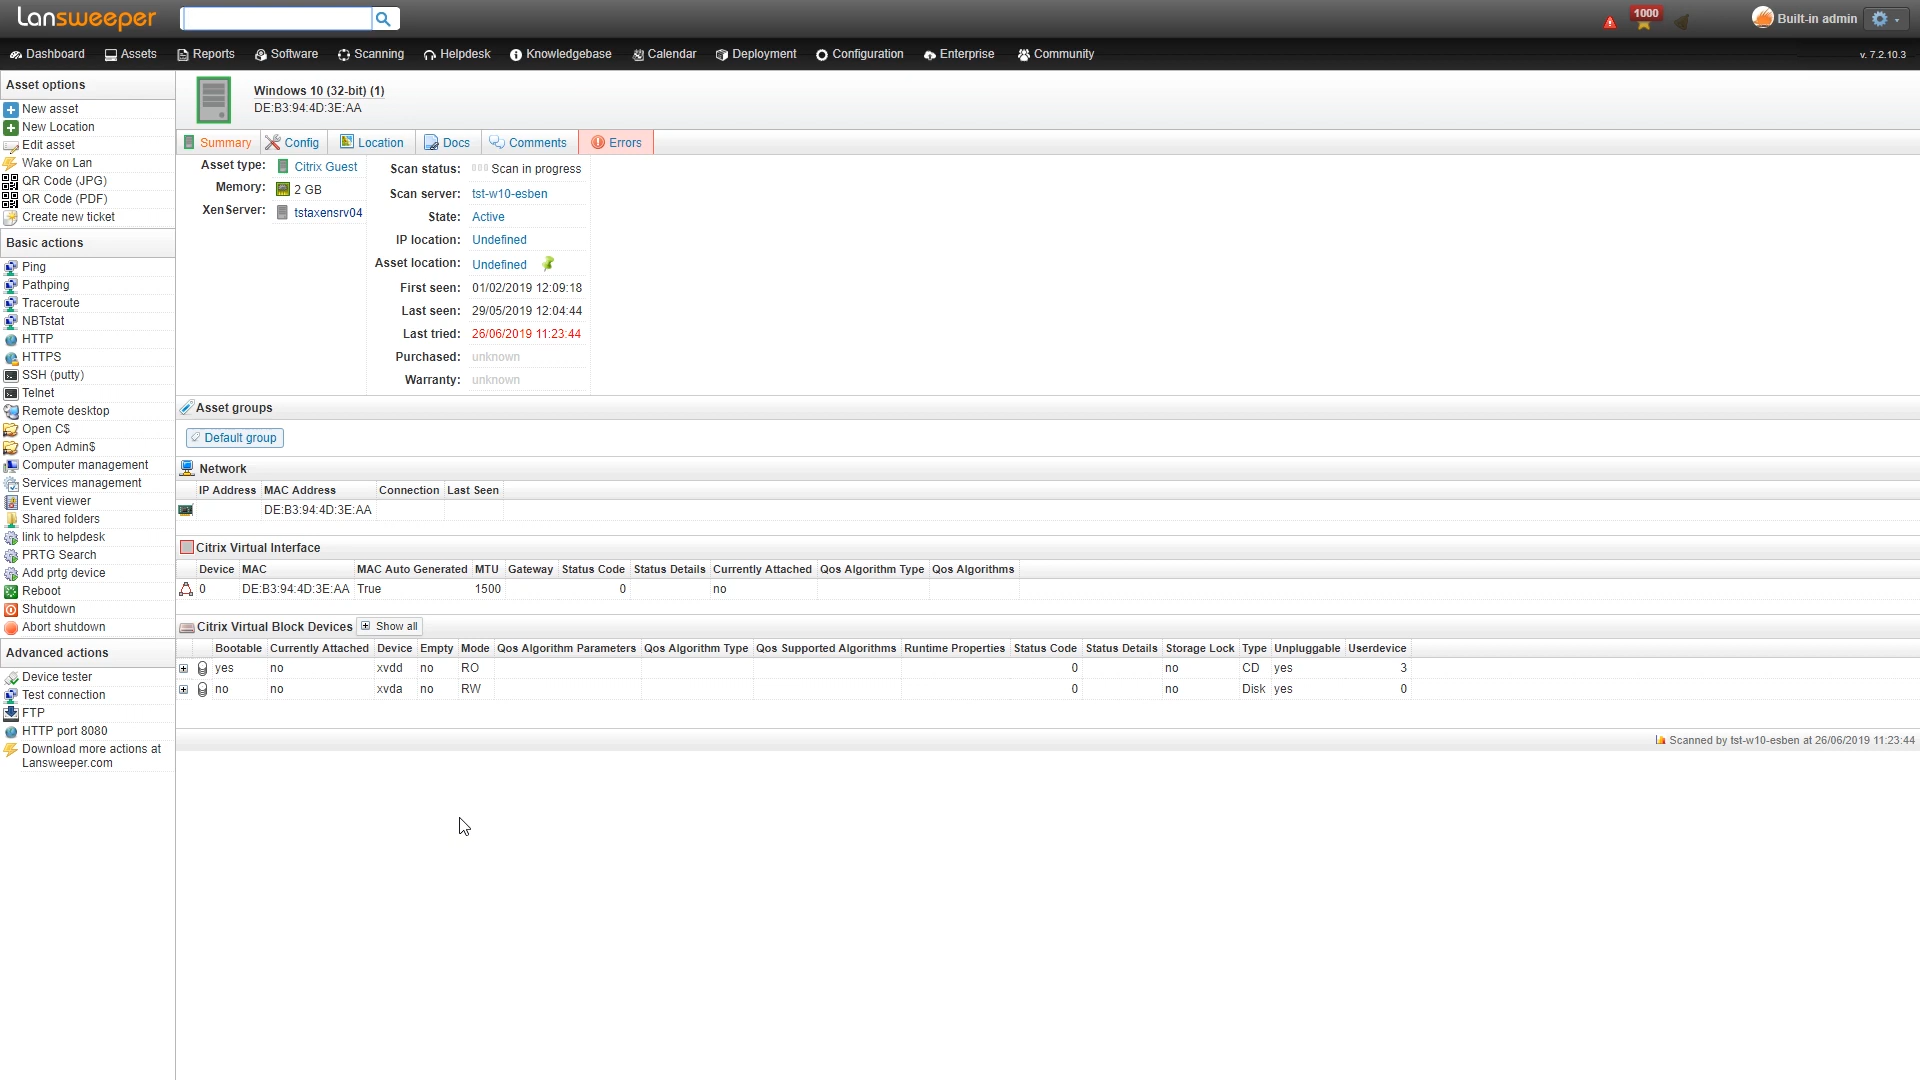 Lansweeper
1000
Built-in admin
Dashboard Assets Reports Software Scanning Helpdesk Knowledgebase Calendar Deployment Configuration Enterprise Community v. 7.2.10.3
Asset options
New asset
New Location
Edit asset
Wake on Lan
QR Code (JPG)
QR Code (PDF)
Create new ticket
Basic actions
Ping
Pathping
Traceroute
NBTstat
HTTP
HTTPS
SSH (putty)
Telnet
Remote desktop
Open C$
Open Admin$
Computer management
Services management
Event viewer
Shared folders
link to helpdesk
PRTG Search
Add prtg device
Reboot
Shutdown
Abort shutdown
Advanced actions
Device tester
Test connection
FTP
HTTP port 8080
Download more actions at
Lansweeper.com
Windows 10 (32-bit) (1)
DE:B3:94:4D:3E:AA
Summary Config Location Docs Comments Errors
Asset type: Citrix Guest
Memory: 2 GB
XenServer: tstaxensrv04
Scan status: Scan in progress
Scan server: tst-w10-esben
State: Active
IP location: Undefined
Asset location: Undefined
First seen: 01/02/2019 12:09:18
Last seen: 29/05/2019 12:04:44
Last tried: 26/06/2019 11:23:44
Purchased: unknown
Warranty: unknown
Asset groups
Default group
Network
IP Address MAC Address Connection Last Seen
DE:B3:94:4D:3E:AA
Citrix Virtual Interface
Device MAC MAC Auto Generated MTU Gateway Status Code Status Details Currently Attached Qos Algorithm Type Qos Algorithms
0 DE:B3:94:4D:3E:AA True 1500 0 no
Citrix Virtual Block Devices Show all
Bootable Currently Attached Device Empty Mode Qos Algorithm Parameters Qos Algorithm Type Qos Supported Algorithms Runtime Properties Status Code Status Details Storage Lock Type Unpluggable Userdevice
yes no xvdd no RO 0 no CD yes 3
no no xvda no RW 0 no Disk yes 0
Scanned by tst-w10-esben at 26/06/2019 11:23:44